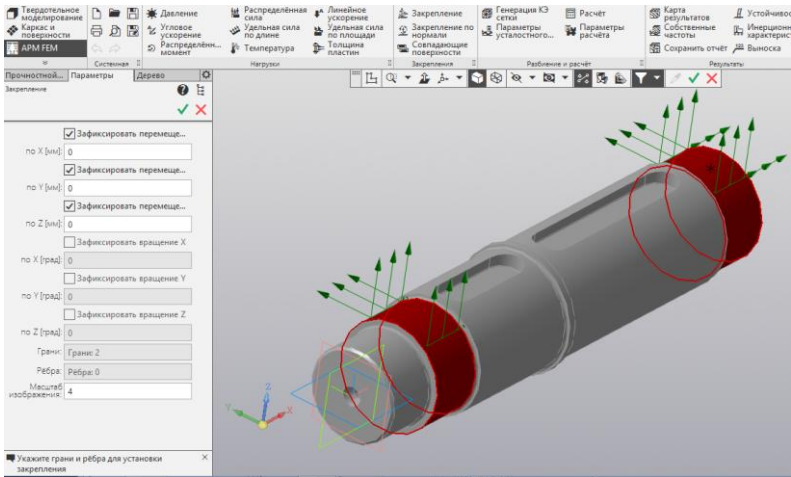 Твердотельное моделирование
Каркас и поверхности
APM FEM
Системная
Давление
Угловое ускорение
Распределённ... момент
Распределённая сила
Удельная сила по длине
Температура
Линейное ускорение
Удельная сила по площади
Толщина пластин
Нагрузки
Закрепление
Закрепление по нормали
Совпадающие поверхности
Закрепления
Генерация КЭ сетки
Параметры усталостного...
Расчёт
Параметры расчёта
Разбиение и расчёт
Карта результатов
Собственные частоты
Сохранить отчёт
Устойчивос
Инерционн характерист
Выноска
Результаты
Прочностной...
Параметры
Дерево
Закрепление
Зафиксировать перемеще...
по X [мм]: 0
Зафиксировать перемеще...
по Y [мм]: 0
Зафиксировать перемеще...
по Z [мм]: 0
Зафиксировать вращение X
по X [град]: 0
Зафиксировать вращение Y
по Y [град]: 0
Зафиксировать вращение Z
по Z [град]: 0
Грани: Грани: 2
Рёбра: Рёбра: 0
Масштаб изображения: 4
Z
Y
X
Укажите грани и рёбра для установки
закрепления